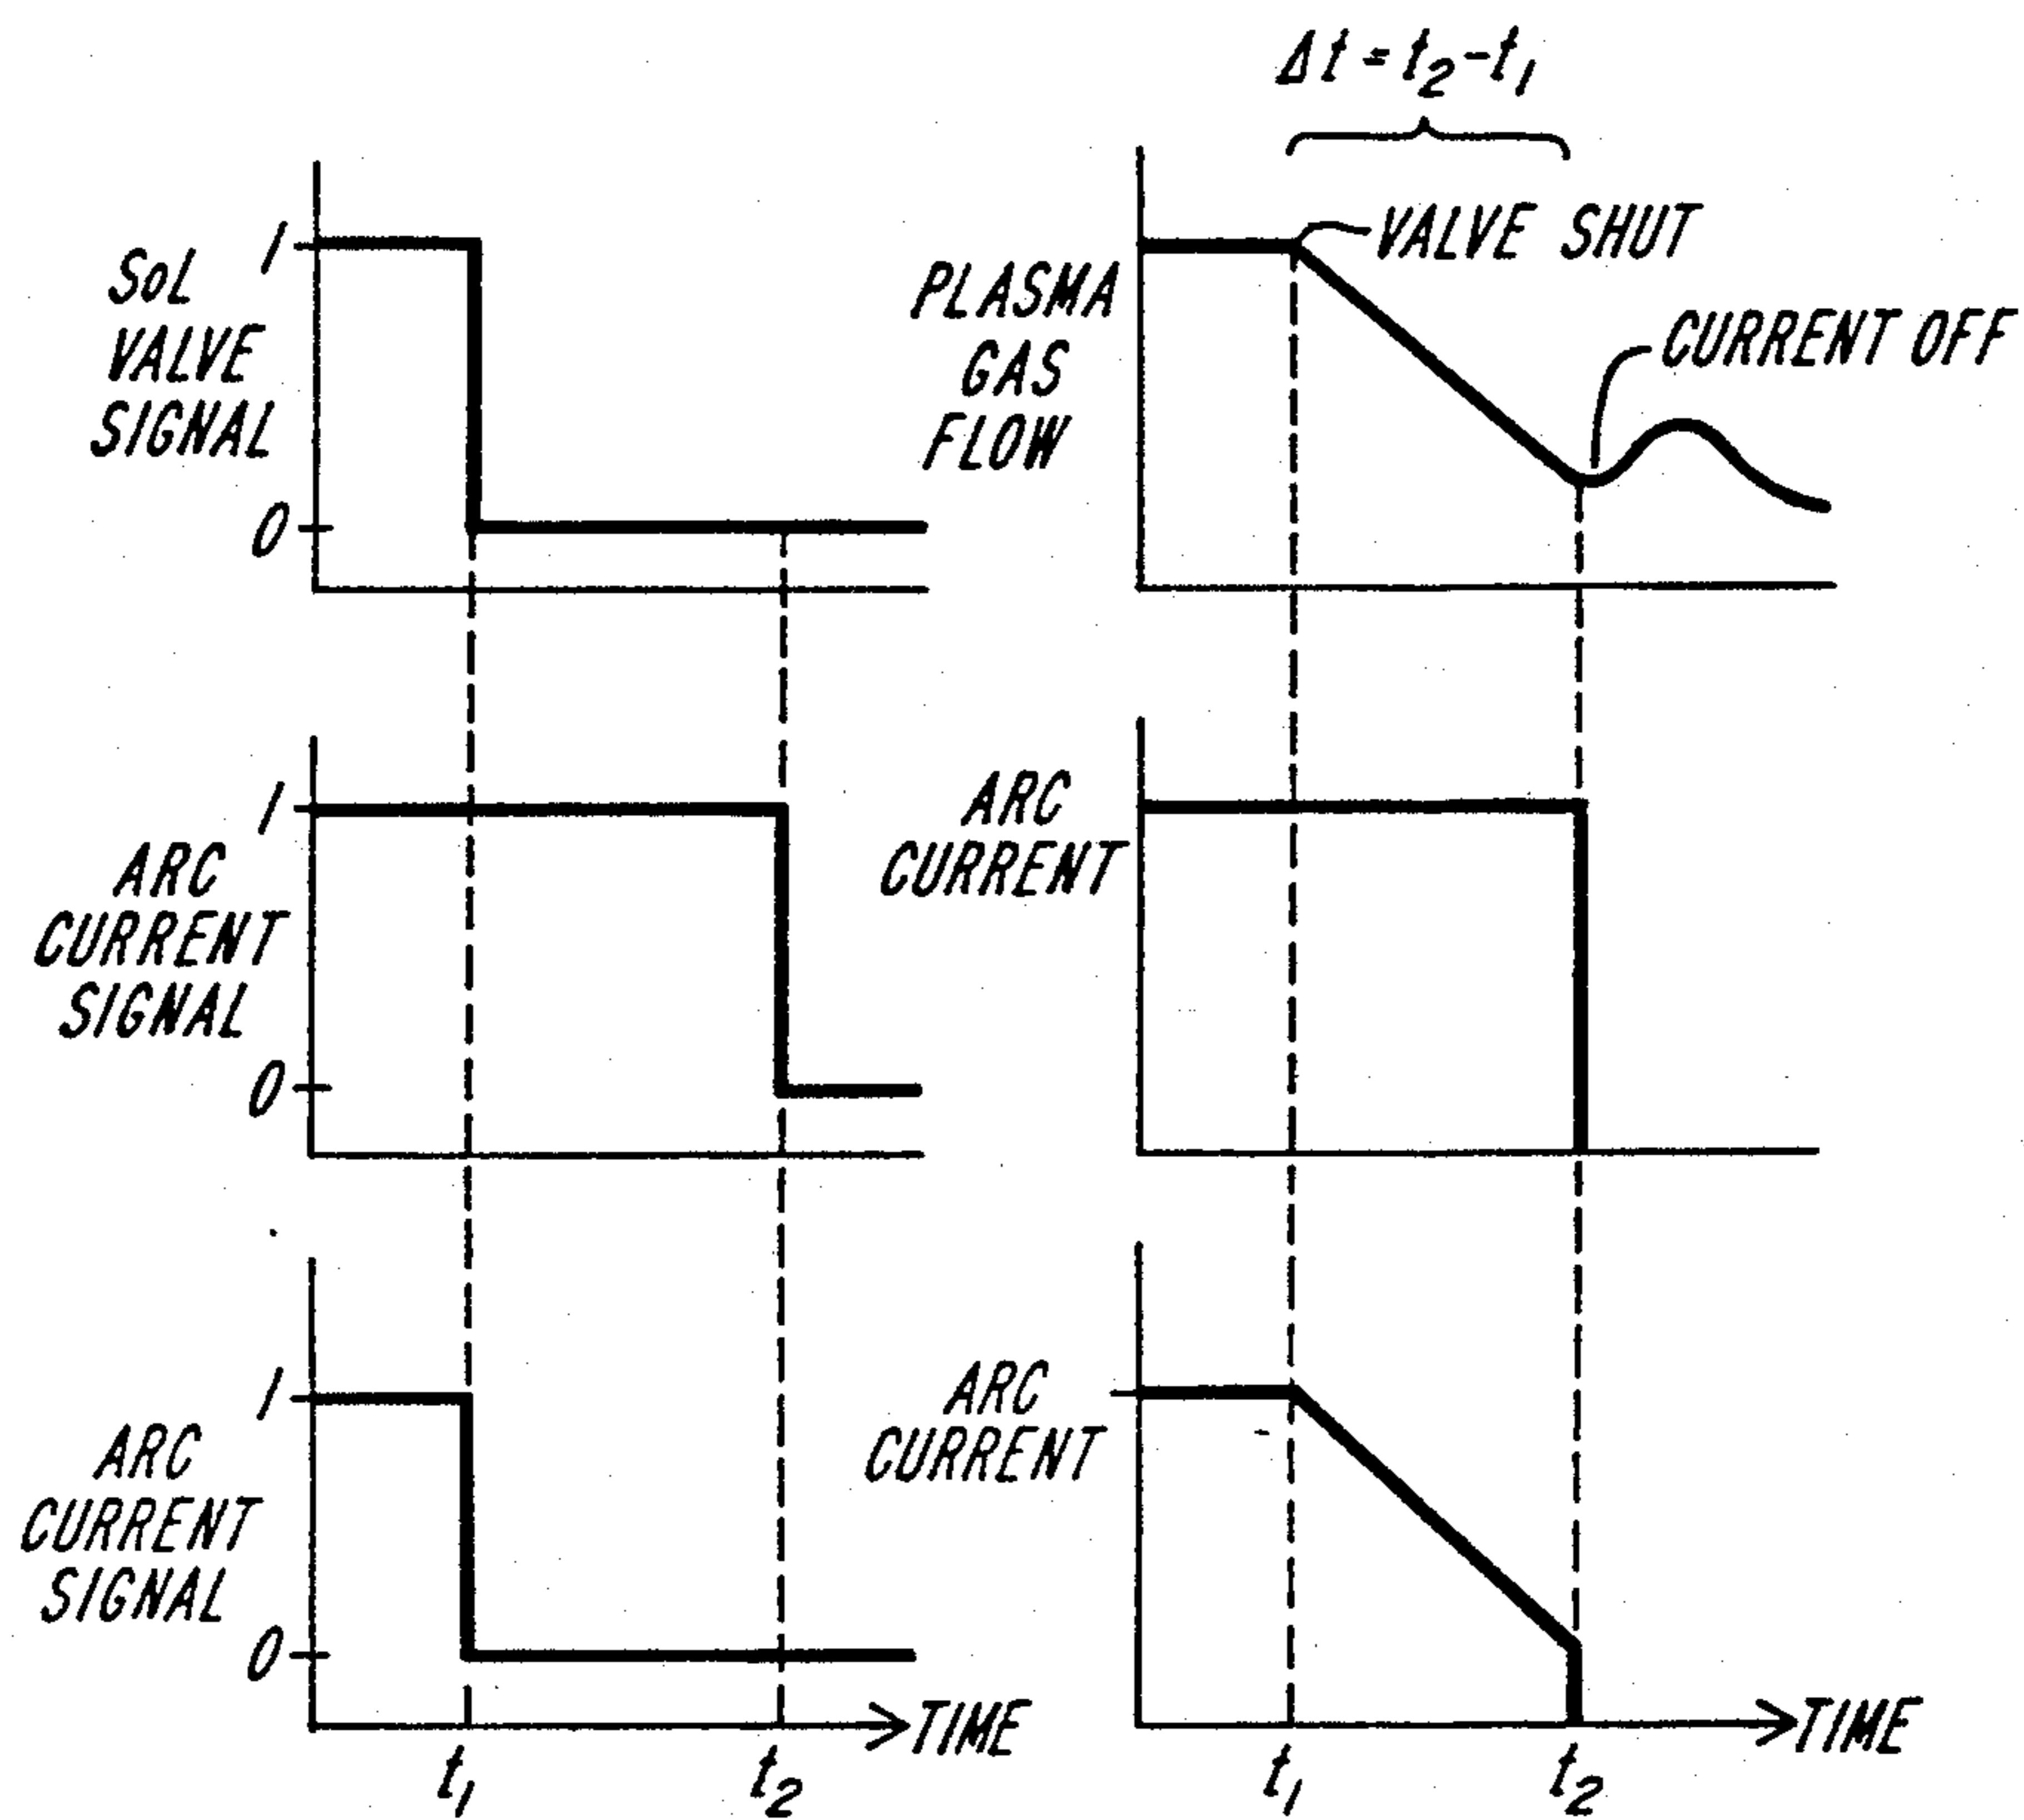 Δt = t2-t1
SOL
VALVE
SIGNAL
1
0
PLASMA
GAS
FLOW
VALVE SHUT
CURRENT OFF
ARC
CURRENT
SIGNAL
1
0
ARC
CURRENT
ARC
CURRENT
SIGNAL
1
0
TIME
t1
t2
ARC
CURRENT
TIME
t1
t2